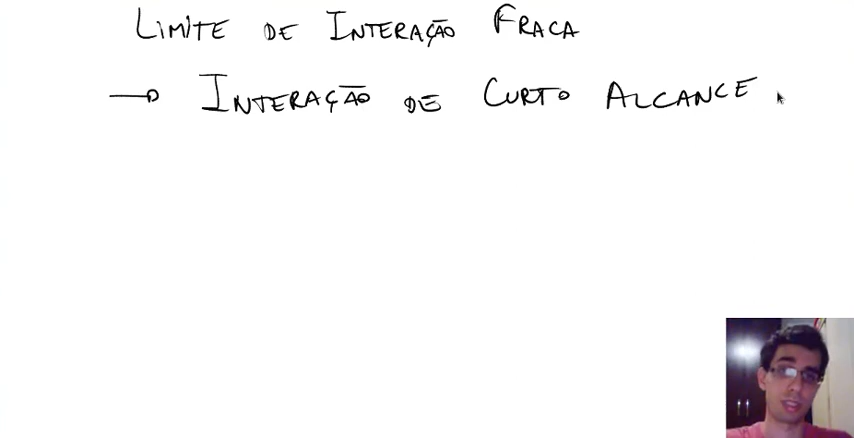 LIMITE DE INTERAÇÃO FRACA
→ INTERAÇÃO DE CURTO ALCANCE